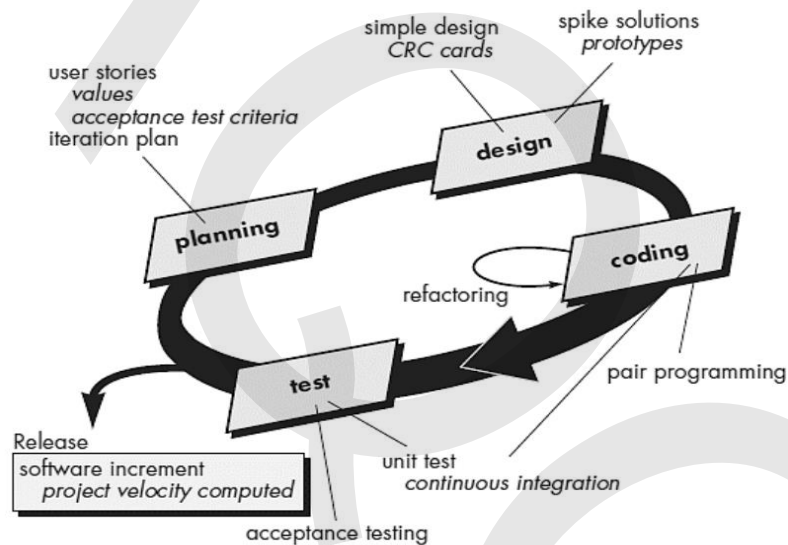 simple design
CRC cards
spike solutions
prototypes
user stories
values
acceptance test criteria
iteration plan
design
planning
coding
refactoring
test
pair programming
Release
software increment
project velocity computed
unit test
continuous integration
acceptance testing